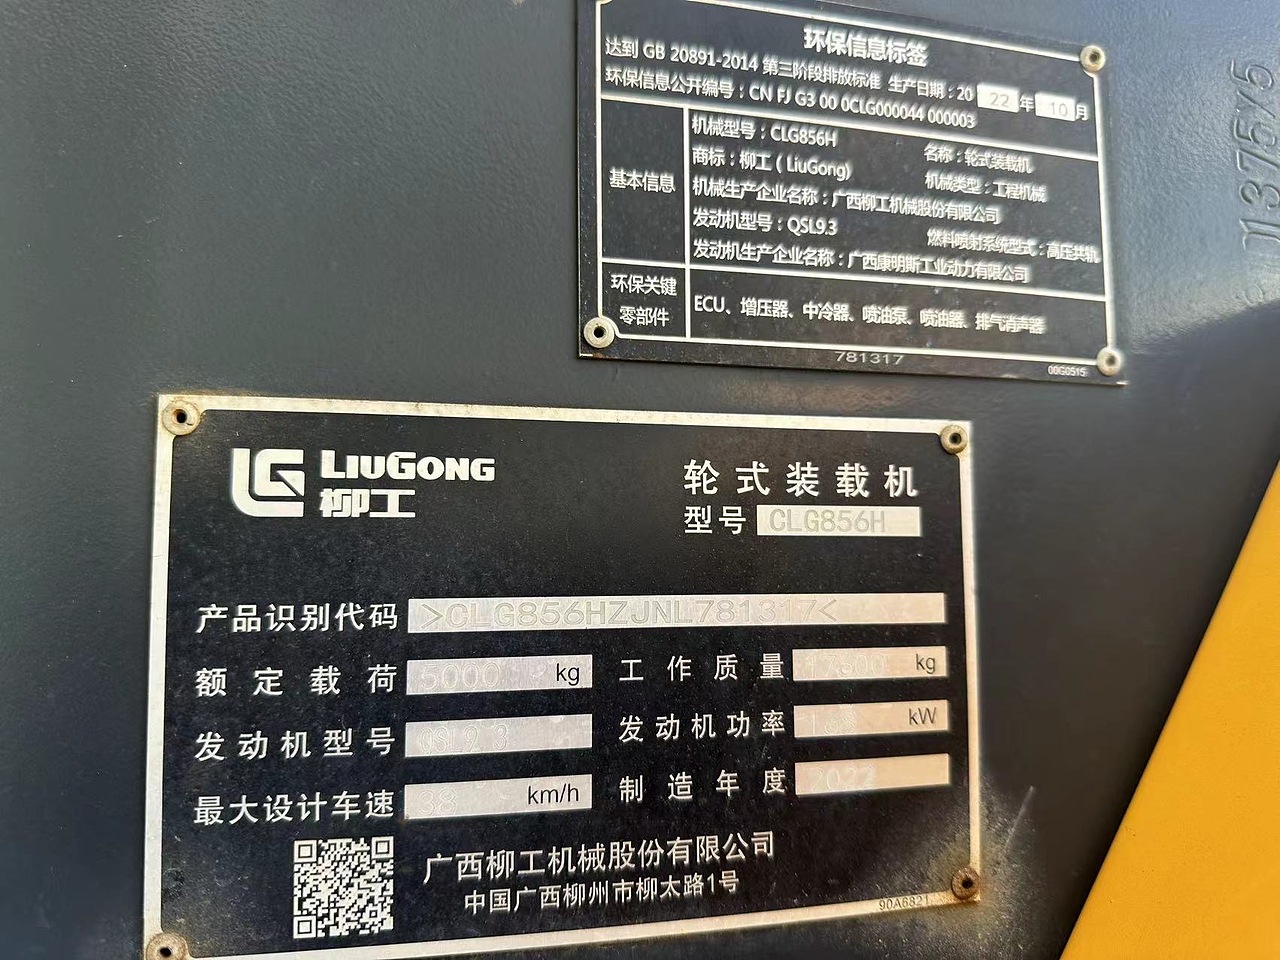 环保信息标签
达到 GB 20891-2014 第三阶段排放标准 生产日期：20 22 年 10 月
环保信息公开编号：CN FJ G3 00 0CLG000044 000003
基本信息
机械型号：CLG856H 名称：轮式装载机
商标：柳工 ( LiuGong) 机械类型：工程机械
机械生产企业名称：广西柳工机械股份有限公司
发动机型号：QSL9.3 燃料喷射系统型式：高压共轨
发动机生产企业名称：广西康明斯工业动力有限公司
环保关键
零部件
ECU、增压器、中冷器、喷油泵、喷油器、排气消声器
781317
00G0515
LIUGONG
柳工
轮式装载机
型号 CLG856H
产品识别代码 >CLG856HZJNL781317<
额定载荷 5000 kg 工作质量 kg
发动机型号 QSL9.3 发动机功率 kW
最大设计车速 38 km/h 制造年度 2022
广西柳工机械股份有限公司
中国广西柳州市柳太路1号
90A6821